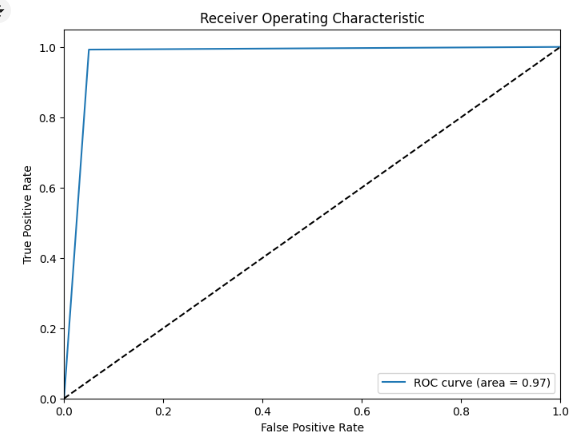 Receiver Operating Characteristic
1.0
0.8
0.6
0.4
0.2
0.0
True Positive Rate
0.0 0.2 0.4 0.6 0.8 1.0
False Positive Rate
ROC curve (area = 0.97)